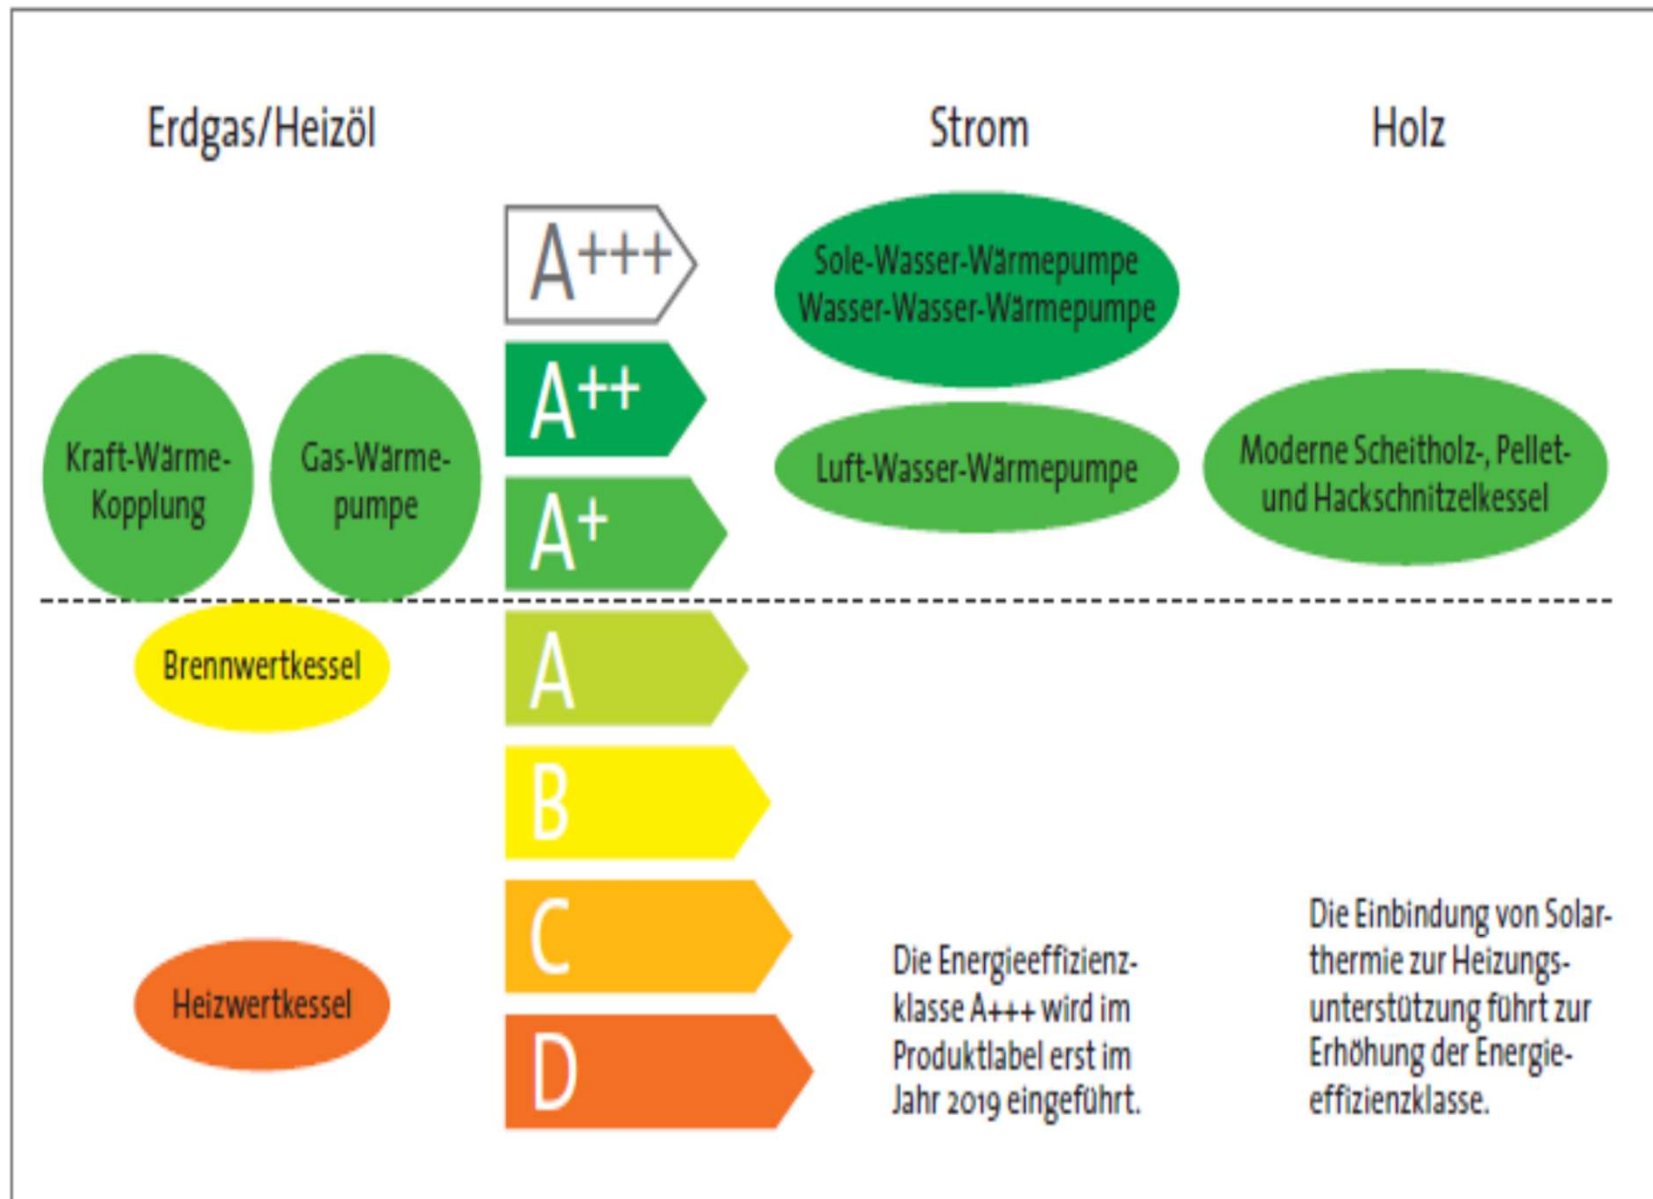 Erdgas/Heizöl
Strom
Holz
A+++
A++
A+
A
B
C
D
Kraft-Wärme-
Kopplung
Gas-Wärme-
pumpe
Brennwertkessel
Heizwertkessel
Sole-Wasser-Wärmepumpe
Wasser-Wasser-Wärmepumpe
Luft-Wasser-Wärmepumpe
Moderne Scheitholz-, Pellet-
und Hackschnitzelkessel
Die Energieeffizienz-
klasse A+++ wird im
Produktlabel erst im
Jahr 2019 eingeführt.
Die Einbindung von Solar-
thermie zur Heizungs-
unterstützung führt zur
Erhöhung der Energie-
effizienzklasse.